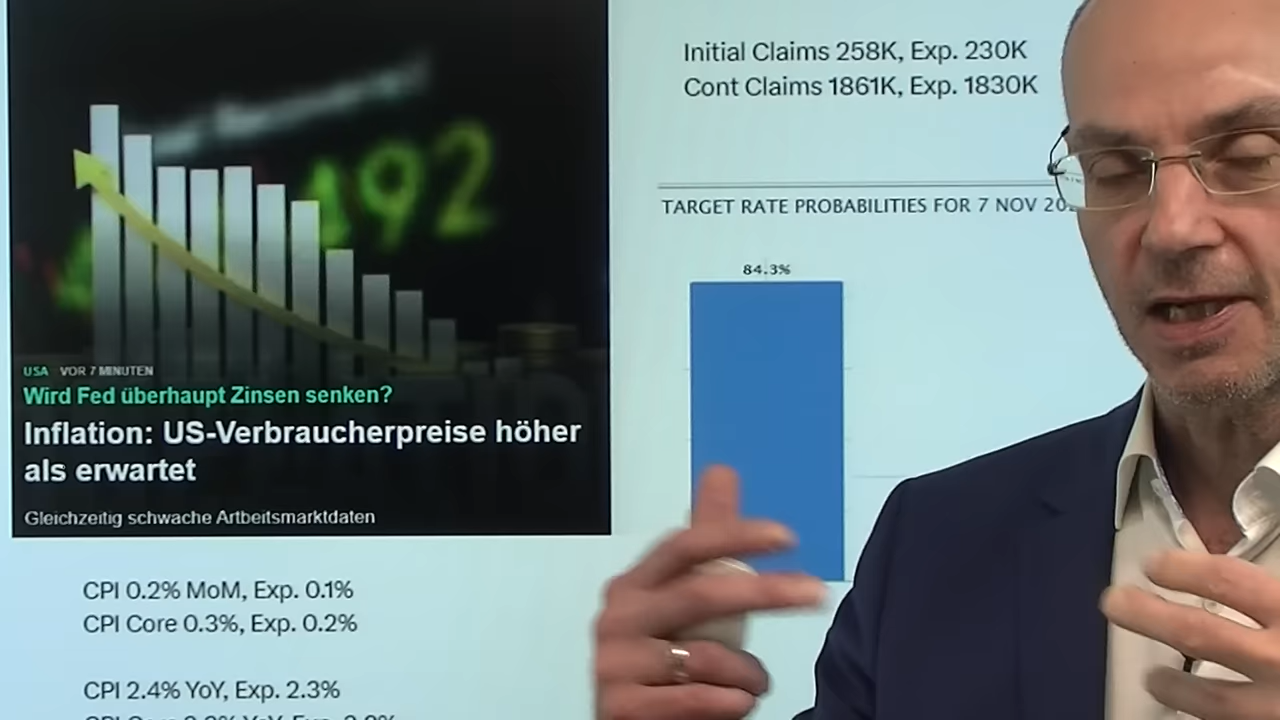 192
USA VOR 7 MINUTEN
Wird Fed überhaupt Zinsen senken?
Inflation: US-Verbraucherpreise höher
als erwartet
Gleichzeitig schwache Arbeitsmarktdaten
CPI 0.2% MoM, Exp. 0.1%
CPI Core 0.3%, Exp. 0.2%
CPI 2.4% YoY, Exp. 2.3%
Initial Claims 258K, Exp. 230K
Cont Claims 1861K, Exp. 1830K
TARGET RATE PROBABILITIES FOR 7 NOV
84.3%